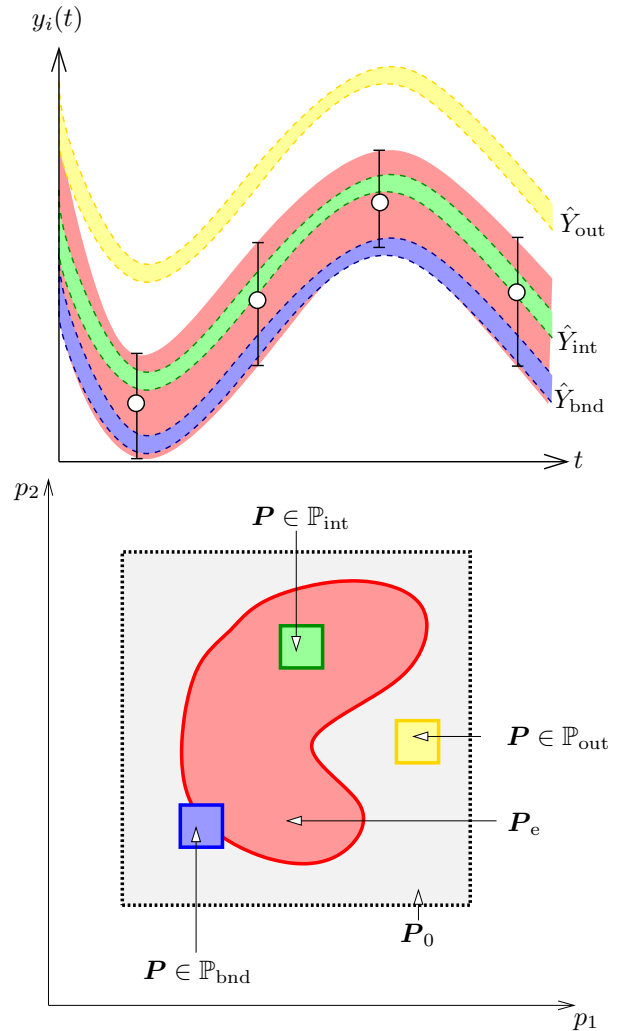 y_i(t)
Ŷ_out
Ŷ_int
Ŷ_bnd
t
p_2
P ∈ ℙ_int
P ∈ ℙ_out
P_e
P_0
P ∈ ℙ_bnd
p_1